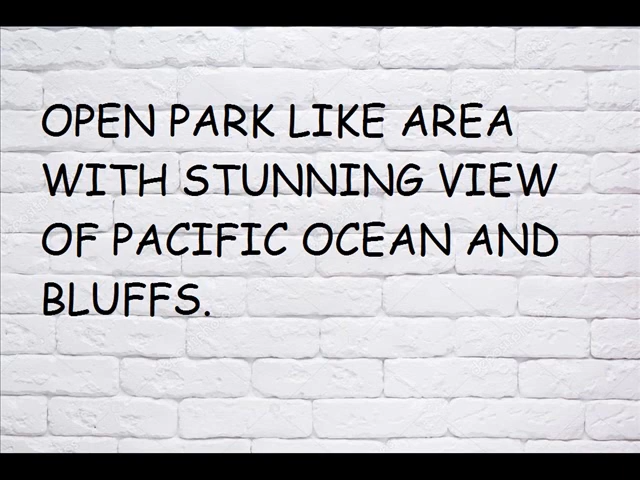 OPEN PARK LIKE AREA
WITH STUNNING VIEW
OF PACIFIC OCEAN AND
BLUFFS.